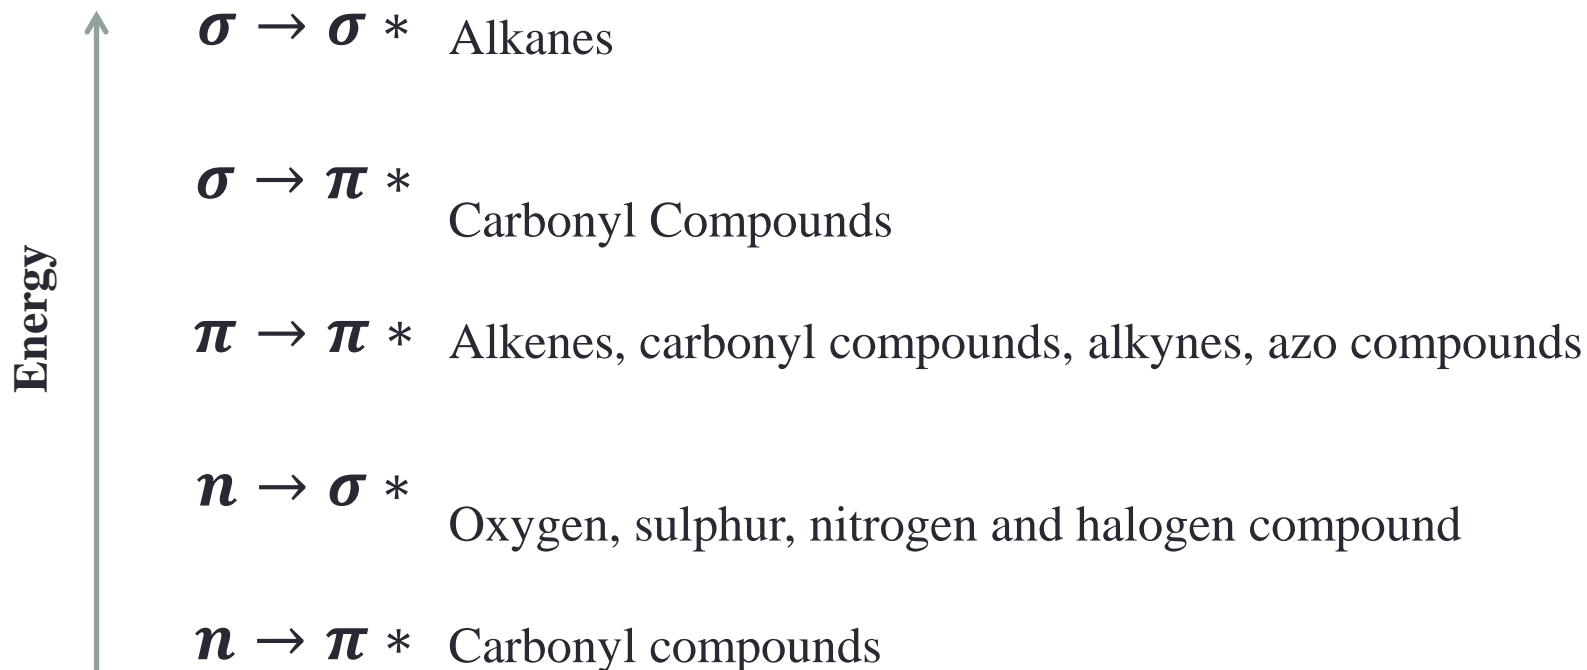 σ → σ * Alkanes
σ → π *
Carbonyl Compounds
Energy
π → π * Alkenes, carbonyl compounds, alkynes, azo compounds
n → σ *
Oxygen, sulphur, nitrogen and halogen compound
n → π * Carbonyl compounds